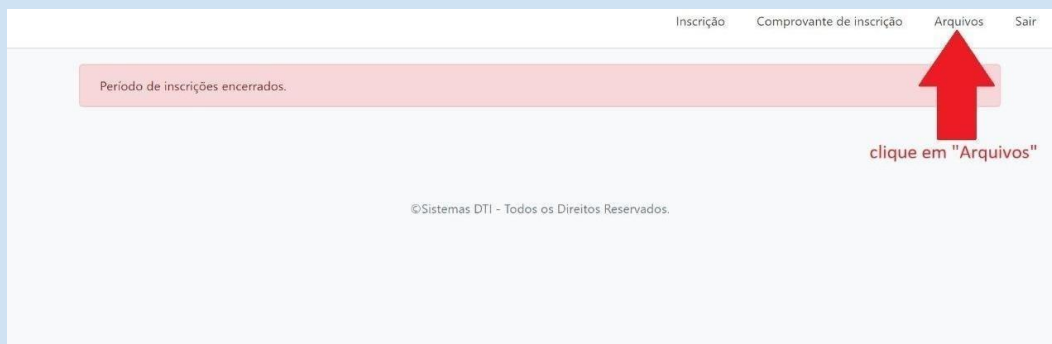 Inscrição Comprovante de inscrição Arquivos Sair
Período de inscrições encerrados.
clique em "Arquivos"
©Sistemas DTI - Todos os Direitos Reservados.